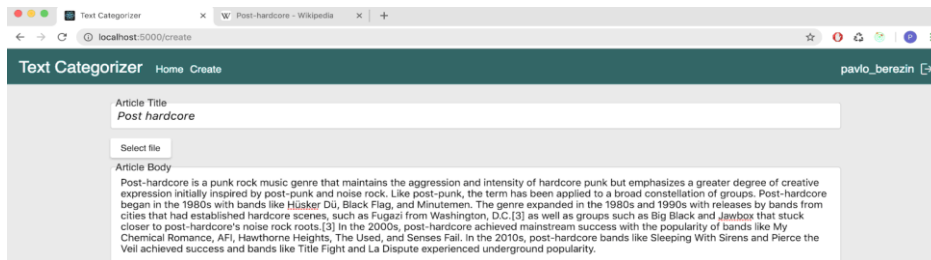 Text Categorizer
Post-hardcore - Wikipedia
localhost:5000/create
P
Text Categorizer Home Create
pavlo_berezin
Article Title
Post hardcore
Select file
Article Body
Post-hardcore is a punk rock music genre that maintains the aggression and intensity of hardcore punk but emphasizes a greater degree of creative
expression initially inspired by post-punk and noise rock. Like post-punk, the term has been applied to a broad constellation of groups. Post-hardcore
began in the 1980s with bands like Hüsker Dü, Black Flag, and Minutemen. The genre expanded in the 1980s and 1990s with releases by bands from
cities that had established hardcore scenes, such as Fugazi from Washington, D.C.[3] as well as groups such as Big Black and Jawbox that stuck
closer to post-hardcore's noise rock roots.[3] In the 2000s, post-hardcore achieved mainstream success with the popularity of bands like My
Chemical Romance, AFI, Hawthorne Heights, The Used, and Senses Fail. In the 2010s, post-hardcore bands like Sleeping With Sirens and Pierce the
Veil achieved success and bands like Title Fight and La Dispute experienced underground popularity.